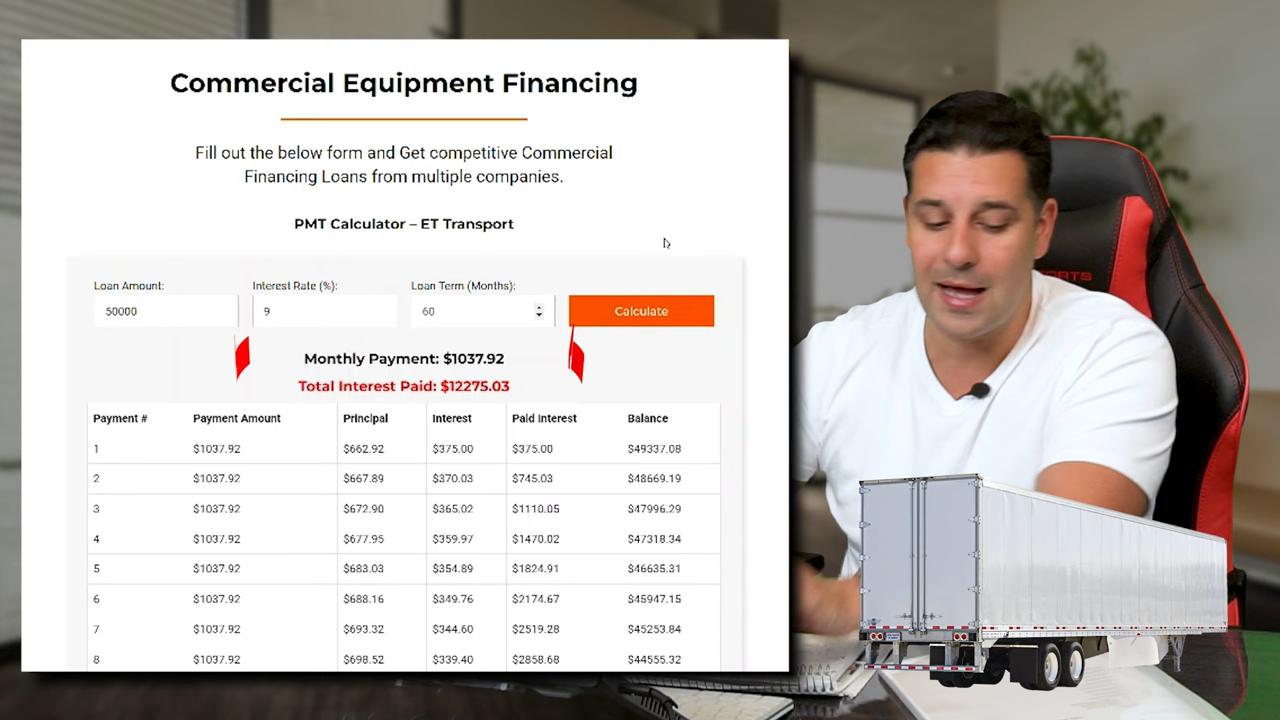 Commercial Equipment Financing
Fill out the below form and Get competitive Commercial
Financing Loans from multiple companies.
PMT Calculator – ET Transport
Loan Amount: Interest Rate (%): Loan Term (Months):
50000 9 60 Calculate
Monthly Payment: $1037.92
Total Interest Paid: $12275.03
Payment # Payment Amount Principal Interest Paid Interest Balance
1 $1037.92 $662.92 $375.00 $375.00 $49337.08
2 $1037.92 $667.89 $370.03 $745.03 $48669.19
3 $1037.92 $672.90 $365.02 $1110.05 $47996.29
4 $1037.92 $677.95 $359.97 $1470.02 $47318.34
5 $1037.92 $683.03 $354.89 $1824.91 $46635.31
6 $1037.92 $688.16 $349.76 $2174.67 $45947.15
7 $1037.92 $693.32 $344.60 $2519.28 $45253.84
8 $1037.92 $698.52 $339.40 $2858.68 $44555.32